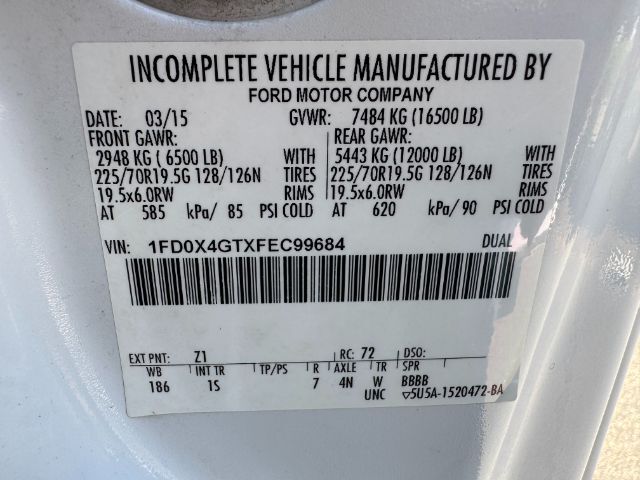 INCOMPLETE VEHICLE MANUFACTURED BY
FORD MOTOR COMPANY
DATE: 03/15 GVWR: 7484 KG (16500 LB)
FRONT GAWR: REAR GAWR:
2948 KG ( 6500 LB) WITH 5443 KG (12000 LB) WITH
225/70R19.5G 128/126N TIRES 225/70R19.5G 128/126N TIRES
19.5x6.0RW RIMS 19.5x6.0RW RIMS
AT 585 kPa/ 85 PSI COLD AT 620 kPa/ 90 PSI COLD
VIN: 1FD0X4GTXFEC99684 DUAL
EXT PNT: Z1 RC: 72 DSO:
WB INT TR TP/PS R AXLE TR SPR
186 1S 7 4N W BBBB
UNC ▽5U5A-1520472-BA